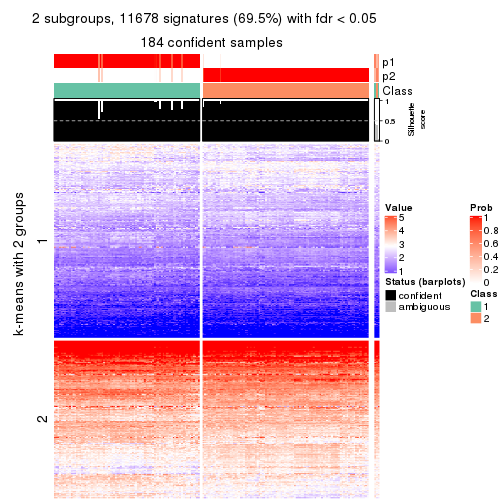 2 subgroups, 11678 signatures (69.5%) with fdr < 0.05
184 confident samples
p1
p2
Class
1
0.5
0
Silhouette
score
k-means with 2 groups
1
2
Value
5
4
3
2
1
Status (barplots)
confident
ambiguous
Prob
1
0.8
0.6
0.4
0.2
0
Class
1
2